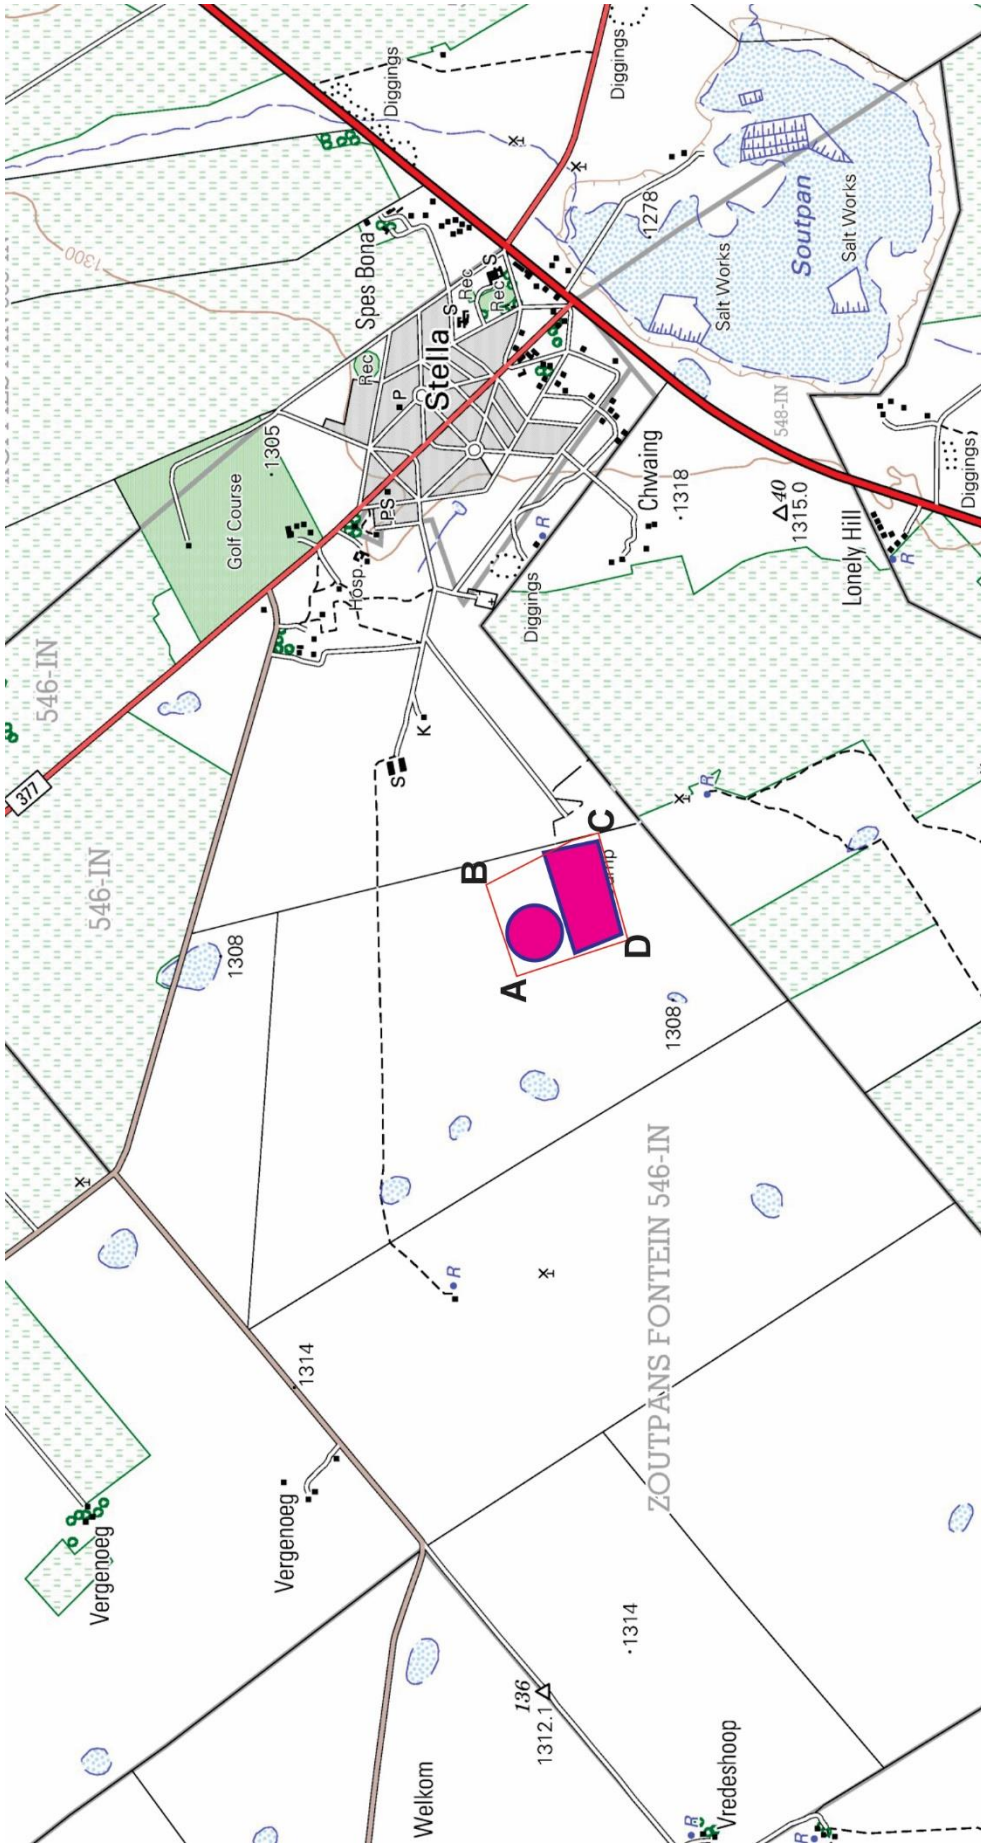 Diggings
Diggings
1300
Spes Bona
S
Rec
Rec
S
Rec
Stella
P
1278
Soutpan
Salt Works
Salt Works
Golf Course
1305
PS
Hosp.
Chwaing
1318
548-IN
40
1315.0
Lonely Hill
R
Diggings
R
Diggings
546-IN
377
546-IN
K
S
R
1308
A
B
C
D
1308
R
ZOUTPANS FONTEIN 546-IN
1314
Vergenoeg
Vergenoeg
1314
136
1312.1
Welkom
Vredeshoop
R
R